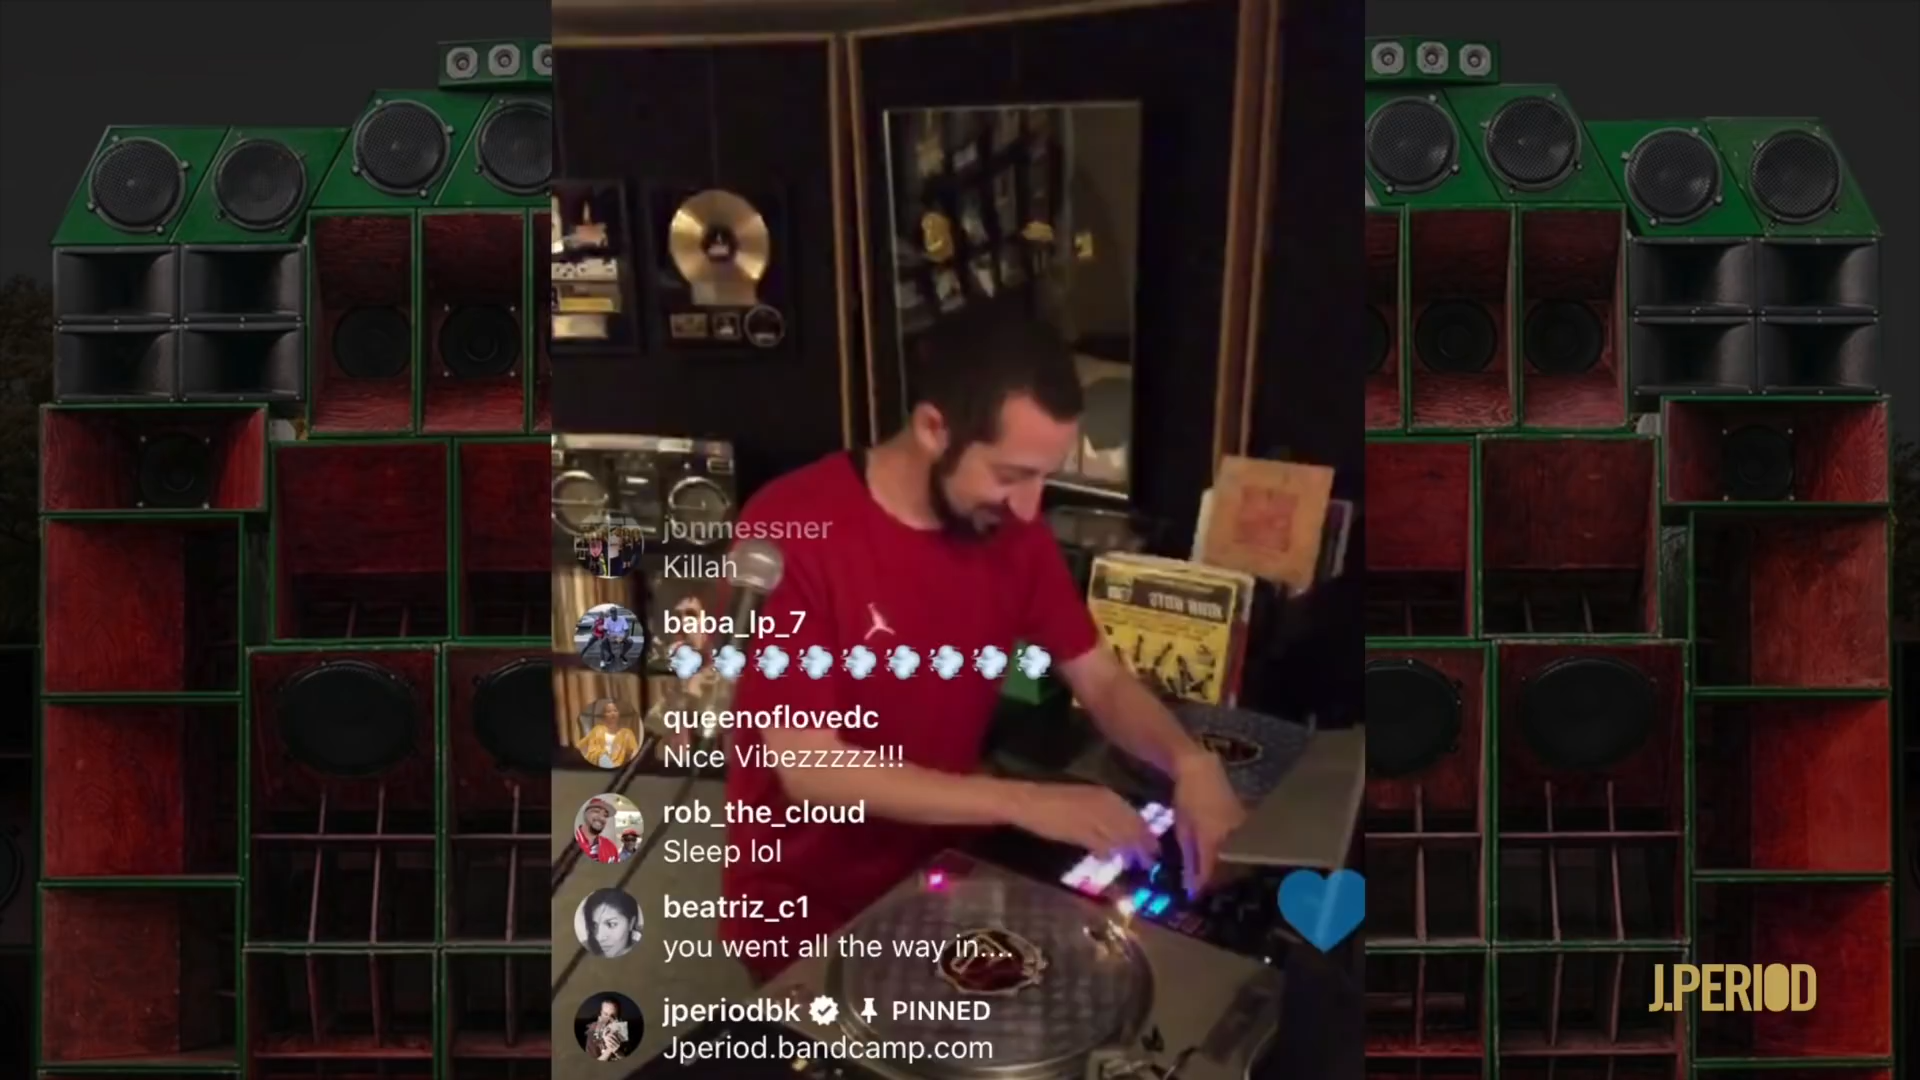 jonmessner
Killah
baba_lp_7
💨💨💨💨💨💨💨💨💨
queenoflovedc
Nice Vibezzzzz!!!
rob_the_cloud
Sleep lol
beatriz_c1
you went all the way in....
jperiodbk PINNED
Jperiod.bandcamp.com
J.PERIOD